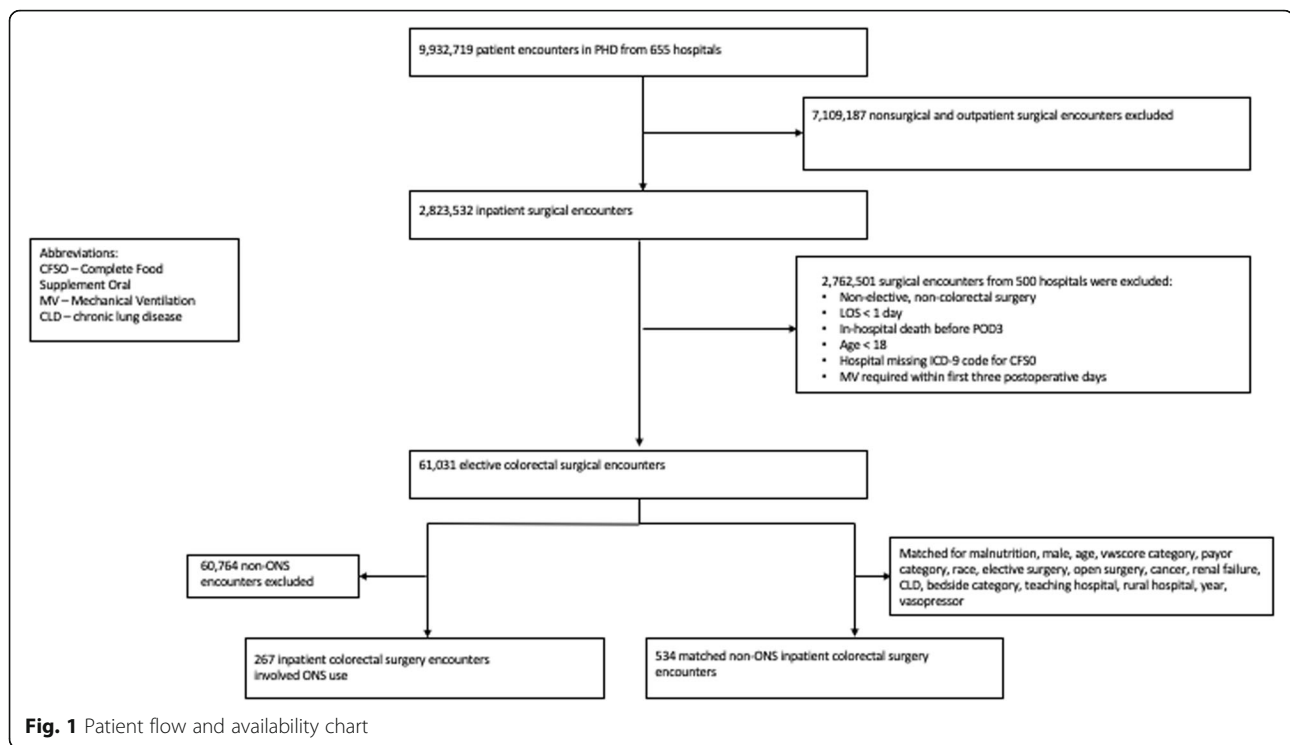 9,932,719 patient encounters in PHD from 655 hospitals
7,109,187 nonsurgical and outpatient surgical encounters excluded
2,823,532 inpatient surgical encounters
Abbreviations:
CFSO – Complete Food
Supplement Oral
MV – Mechanical Ventilation
CLD – chronic lung disease
2,762,501 surgical encounters from 500 hospitals were excluded:
• Non-elective, non-colorectal surgery
• LOS < 1 day
• In-hospital death before POD3
• Age < 18
• Hospital missing ICD-9 code for CFS0
• MV required within first three postoperative days
61,031 elective colorectal surgical encounters
60,764 non-ONS
encounters excluded
Matched for malnutrition, male, age, vwscore category, payor
category, race, elective surgery, open surgery, cancer, renal failure,
CLD, bedside category, teaching hospital, rural hospital, year,
vasopressor
267 inpatient colorectal surgery encounters
involved ONS use
534 matched non-ONS inpatient colorectal surgery
encounters
Fig. 1 Patient flow and availability chart